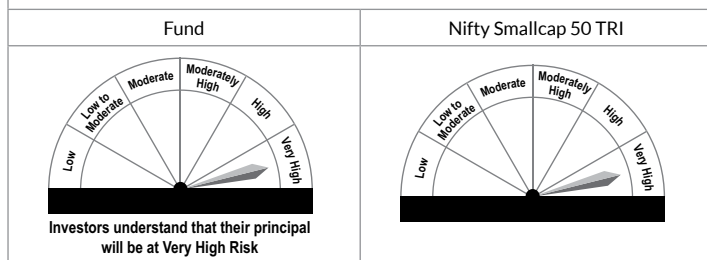 Fund
Nifty Smallcap 50 TRI
Low
Low to
Moderate
Moderate
Moderately
High
High
Very High
Investors understand that their principal
will be at Very High Risk
Low
Low to
Moderate
Moderate
Moderately
High
High
Very High